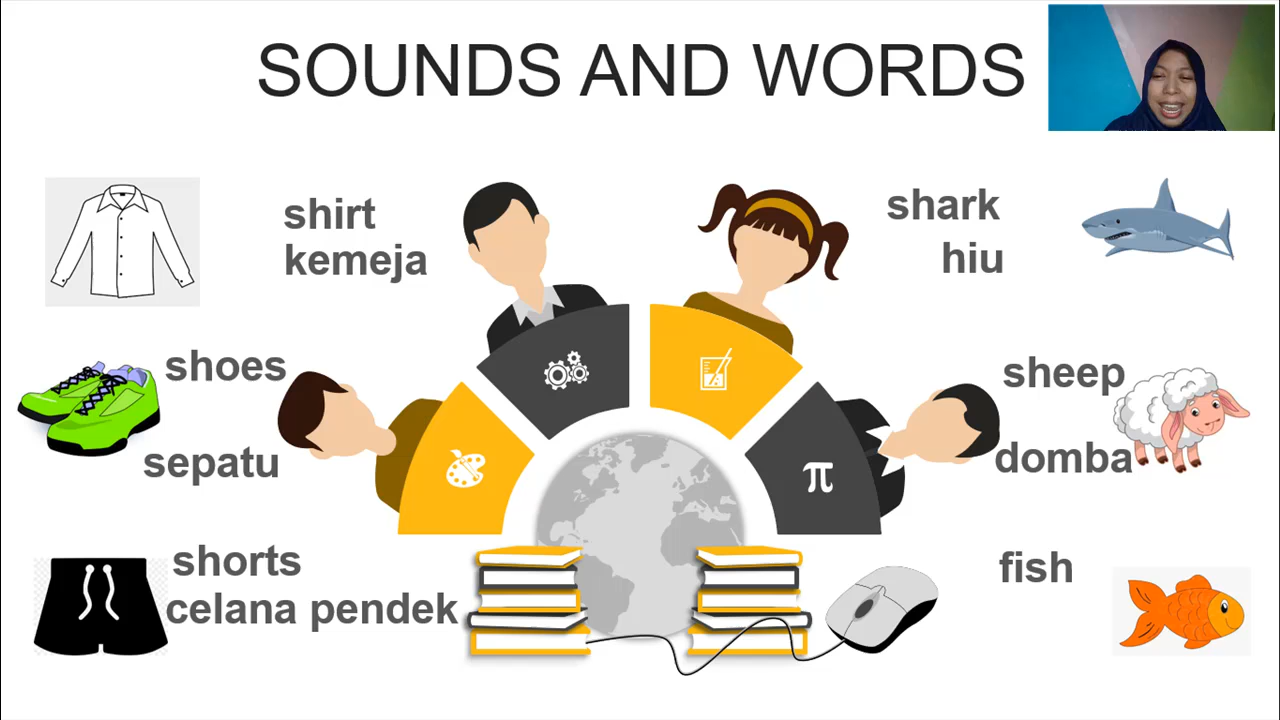 SOUNDS AND WORDS
shirt
kemeja
shoes
sepatu
shorts
celana pendek
shark
hiu
sheep
domba
fish
π